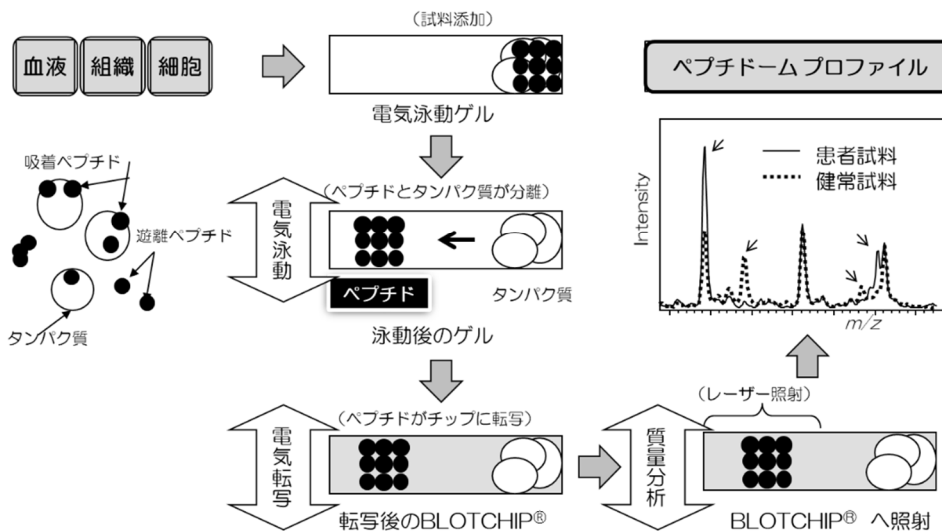 血液 組織 細胞
(試料添加)
電気泳動ゲル
吸着ペプチド
遊離ペプチド
タンパク質
電気泳動
(ペプチドとタンパク質が分離)
ペプチド
タンパク質
泳動後のゲル
電気転写
(ペプチドがチップに転写)
転写後のBLOTCHIP®
質量分析
(レーザー照射)
BLOTCHIP® へ照射
ペプチドーム プロファイル
患者試料
健常試料
Intensity
m/z